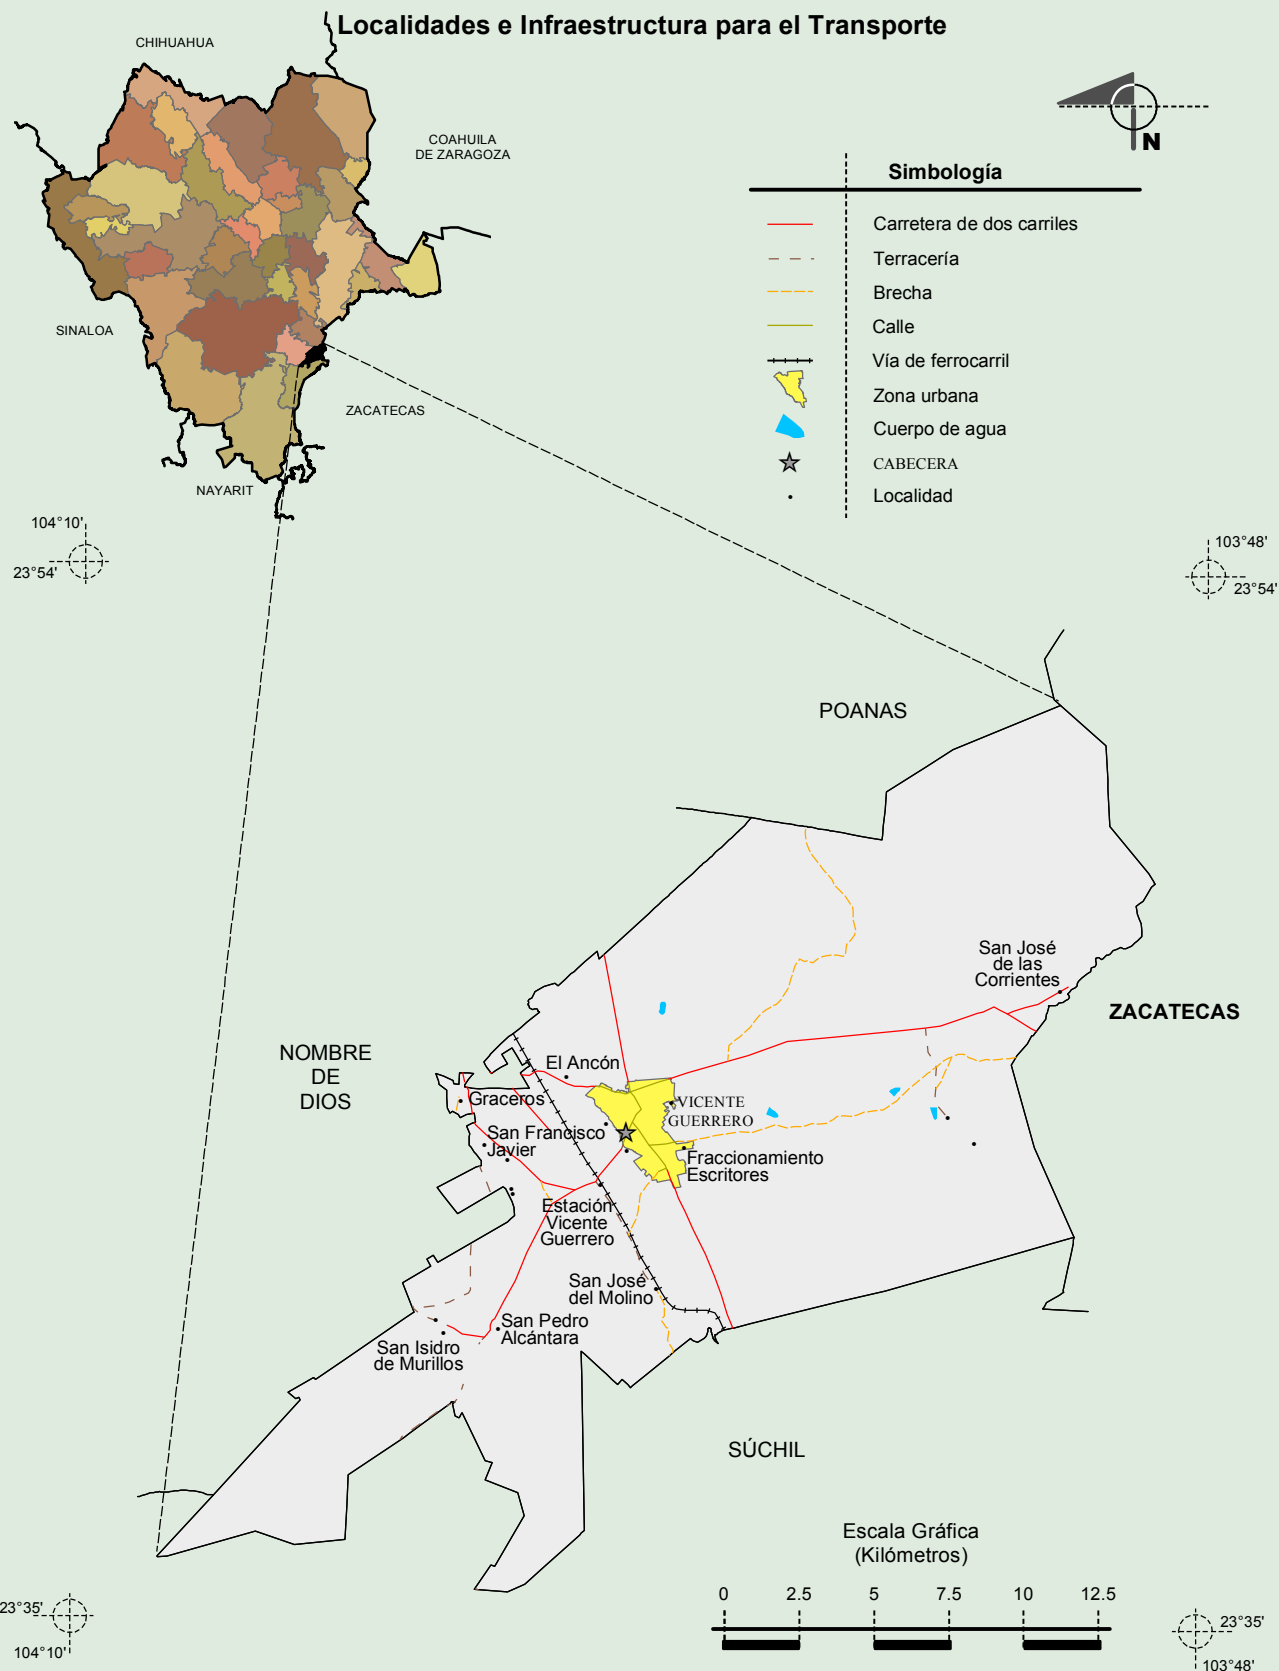 Localidades e Infraestructura para el Transporte
CHIHUAHUA
COAHUILA
DE ZARAGOZA
SINALOA
ZACATECAS
NAYARIT
N
Simbología
Carretera de dos carriles
Terracería
Brecha
Calle
Vía de ferrocarril
Zona urbana
Cuerpo de agua
CABECERA
Localidad
104°10'
23°54'
103°48'
23°54'
POANAS
San José
de las
Corrientes
ZACATECAS
NOMBRE
DE
DIOS
El Ancón
Graceros
VICENTE
GUERRERO
San Francisco
Javier
Fraccionamiento
Escritores
Estación
Vicente
Guerrero
San José
del Molino
San Pedro
Alcántara
San Isidro
de Murillos
SÚCHIL
Escala Gráfica
(Kilómetros)
0 2.5 5 7.5 10 12.5
23°35'
104°10'
23°35'
103°48'